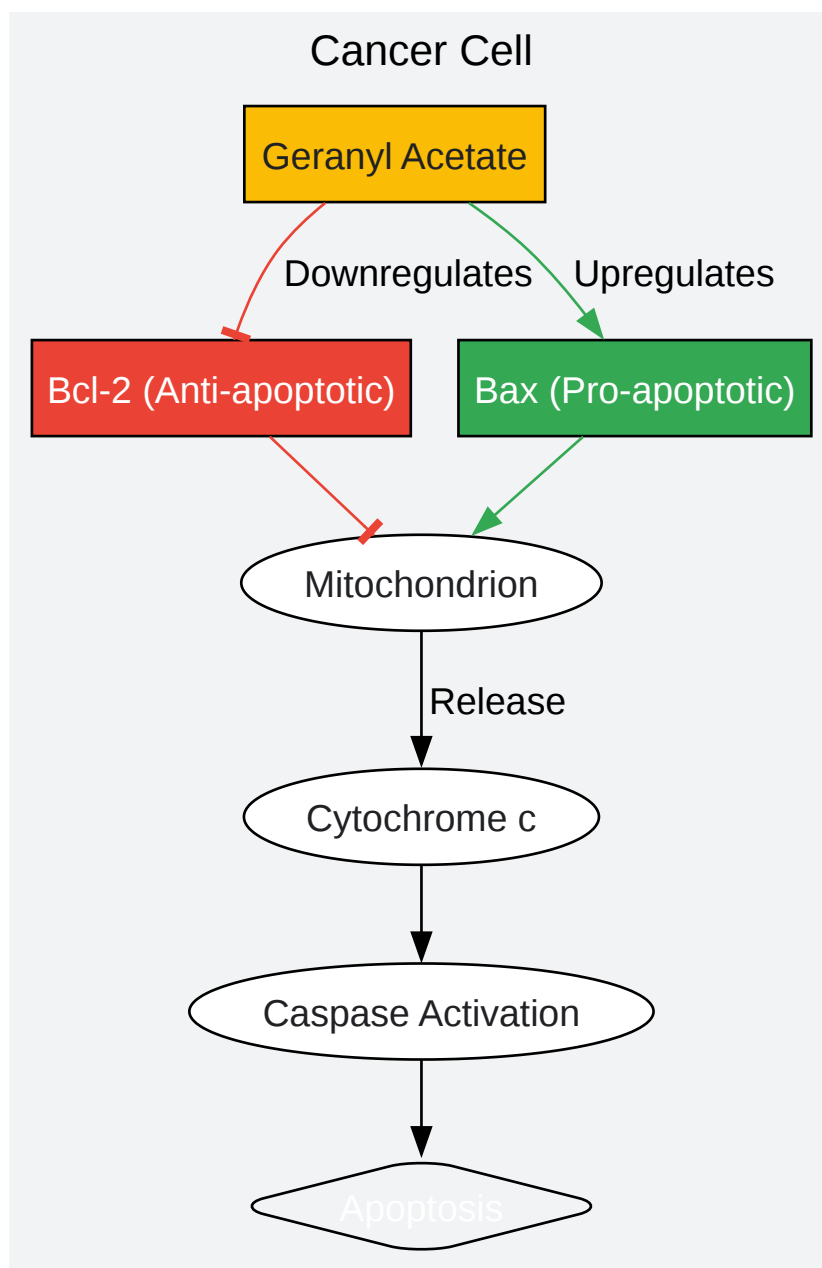 Cancer Cell
Geranyl Acetate
Downregulates
Upregulates
Bcl-2 (Anti-apoptotic)
Bax (Pro-apoptotic)
Mitochondrion
Release
Cytochrome c
Caspase Activation
Apoptosis